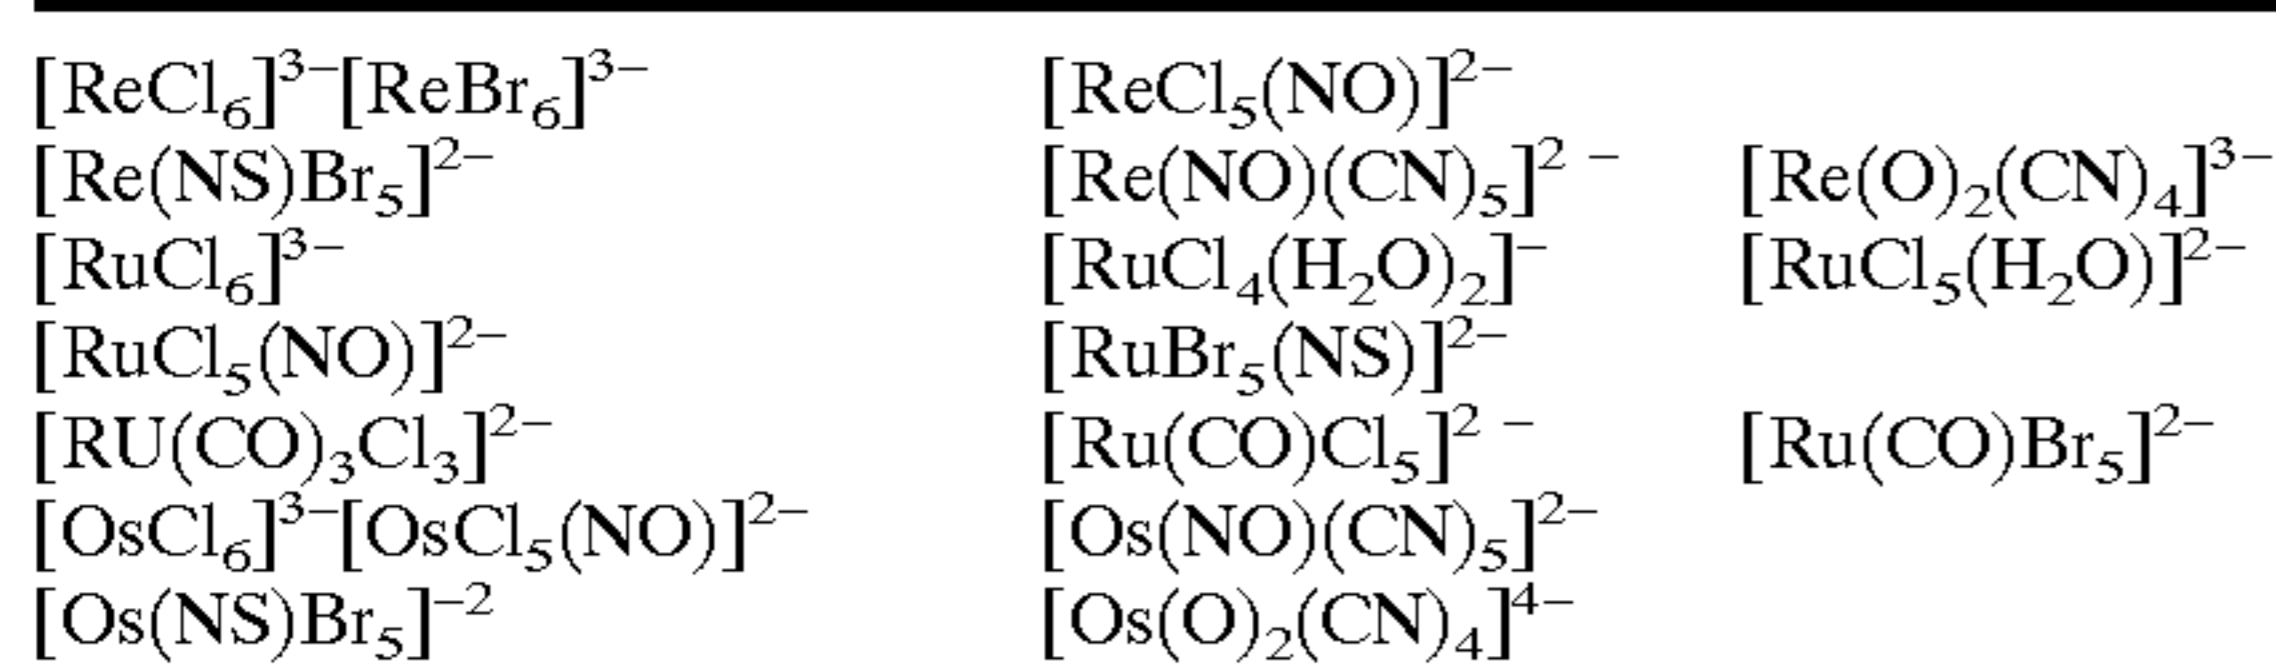 [ReCl₆]³⁻[ReBr₆]³⁻ [ReCl₅(NO)]²⁻
[Re(NS)Br₅]²⁻ [Re(NO)(CN)₅]² ⁻ [Re(O)₂(CN)₄]³⁻
[RuCl₆]³⁻ [RuCl₄(H₂O)₂]⁻ [RuCl₅(H₂O)]²⁻
[RuCl₅(NO)]²⁻ [RuBr₅(NS)]²⁻
[RU(CO)₃Cl₃]²⁻ [Ru(CO)Cl₅]² ⁻ [Ru(CO)Br₅]²⁻
[OsCl₆]³⁻[OsCl₅(NO)]²⁻ [Os(NO)(CN)₅]²⁻
[Os(NS)Br₅]⁻² [Os(O)₂(CN)₄]⁴⁻